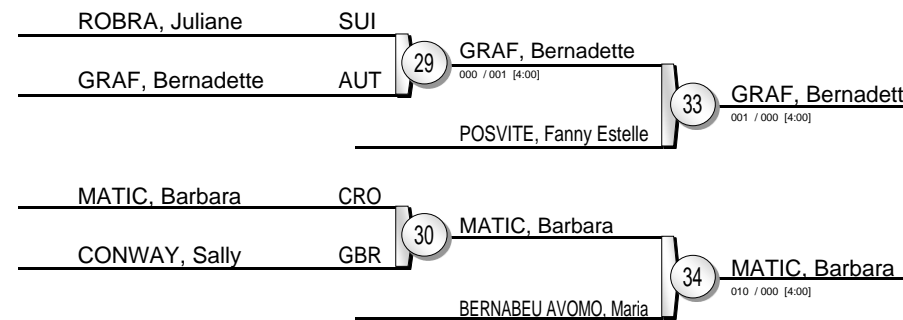 ROBRA, Juliane SUI
GRAF, Bernadette AUT
29
GRAF, Bernadette
000 / 001 [4:00]
POSVITE, Fanny Estelle
33
GRAF, Bernadett
001 / 000 [4:00]
MATIC, Barbara CRO
CONWAY, Sally GBR
30
MATIC, Barbara
BERNABEU AVOMO, Maria
34
MATIC, Barbara
010 / 000 [4:00]